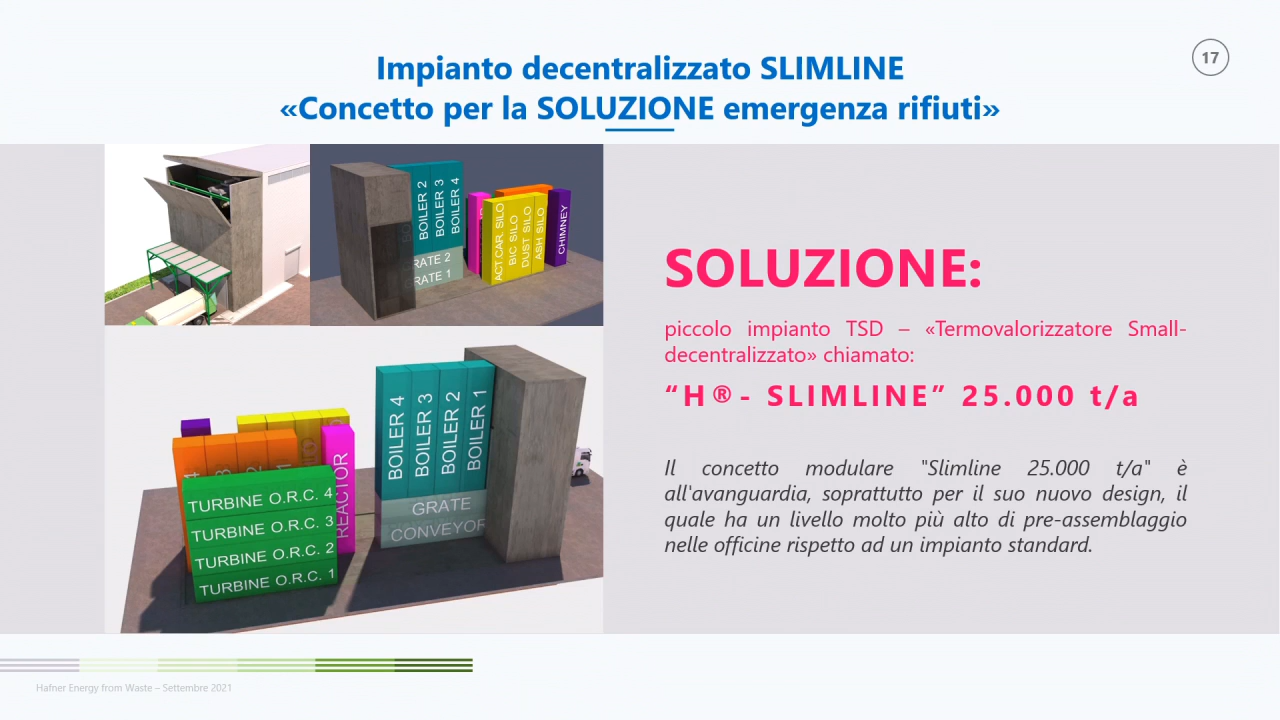 17
Impianto decentralizzato SLIMLINE
«Concetto per la SOLUZIONE emergenza rifiuti»
BOILER 2
BOILER 3
BOILER 4
RATE 2
RATE 1
ACT.CAR. SILO
BIC SILO
DUST SILO
ASH SILO
CHIMNEY
SOLUZIONE:
piccolo impianto TSD – «Termovalorizzatore Small-
decentralizzato» chiamato:
“H®- SLIMLINE” 25.000 t/a
BOILER 4
BOILER 3
BOILER 2
BOILER 1
GRATE
CONVEYOR
REACTOR
TURBINE O.R.C. 4
TURBINE O.R.C. 3
TURBINE O.R.C. 2
TURBINE O.R.C. 1
Il concetto modulare "Slimline 25.000 t/a" è
all'avanguardia, soprattutto per il suo nuovo design, il
quale ha un livello molto più alto di pre-assemblaggio
nelle officine rispetto ad un impianto standard.
Hafner Energy from Waste – Settembre 2021